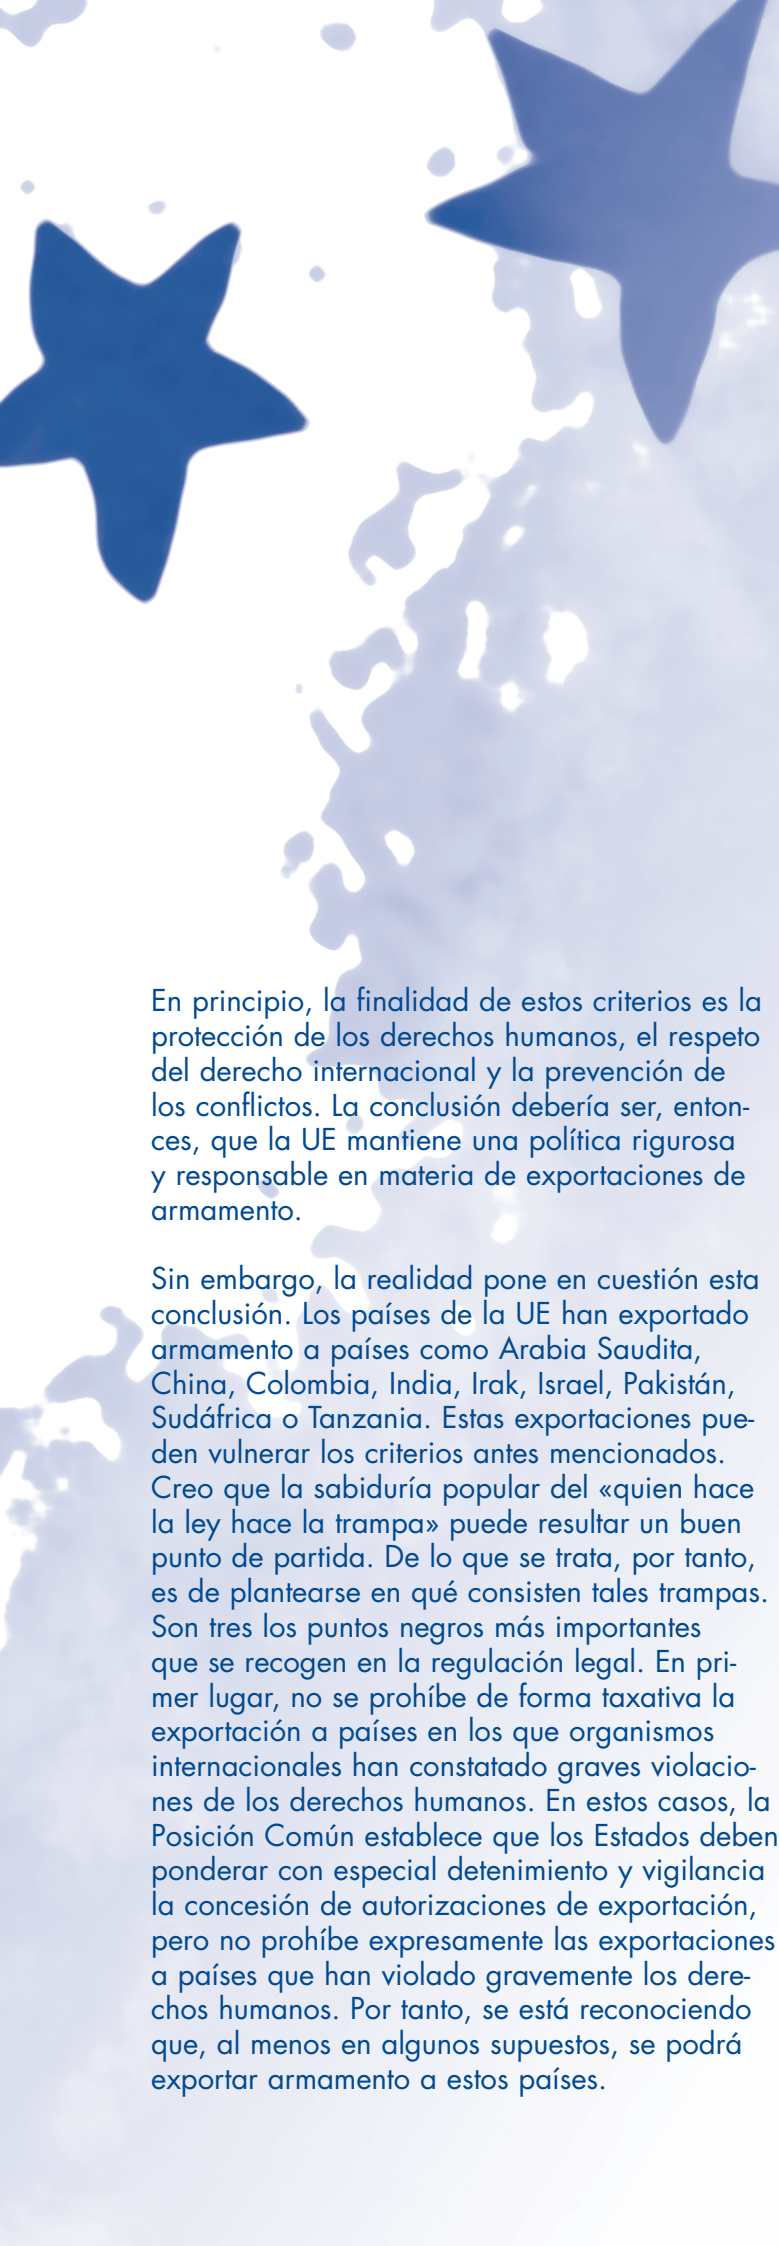 En principio, la finalidad de estos criterios es la
protección de los derechos humanos, el respeto
del derecho internacional y la prevención de
los conflictos. La conclusión debería ser, enton-
ces, que la UE mantiene una política rigurosa
y responsable en materia de exportaciones de
armamento.

Sin embargo, la realidad pone en cuestión esta
conclusión. Los países de la UE han exportado
armamento a países como Arabia Saudita,
China, Colombia, India, Irak, Israel, Pakistán,
Sudáfrica o Tanzania. Estas exportaciones pue-
den vulnerar los criterios antes mencionados.
Creo que la sabiduría popular del «quien hace
la ley hace la trampa» puede resultar un buen
punto de partida. De lo que se trata, por tanto,
es de plantearse en qué consisten tales trampas.
Son tres los puntos negros más importantes
que se recogen en la regulación legal. En pri-
mer lugar, no se prohíbe de forma taxativa la
exportación a países en los que organismos
internacionales han constatado graves violacio-
nes de los derechos humanos. En estos casos, la
Posición Común establece que los Estados deben
ponderar con especial detenimiento y vigilancia
la concesión de autorizaciones de exportación,
pero no prohíbe expresamente las exportaciones
a países que han violado gravemente los dere-
chos humanos. Por tanto, se está reconociendo
que, al menos en algunos supuestos, se podrá
exportar armamento a estos países.